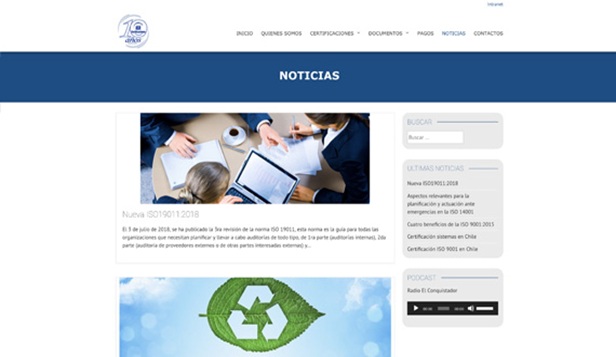 Intranet
10
años
INICIO QUIENES SOMOS CERTIFICACIONES DOCUMENTOS PAGOS NOTICIAS CONTACTOS
NOTICIAS
Nueva ISO19011:2018
El 3 de julio de 2018, se ha publicado la 3ra revisión de la norma ISO 19011, esta norma es la guía para todas las
organizaciones que necesitan planificar y llevar a cabo auditorías de todo tipo, de 1ra parte (auditorías internas), 2da
parte (auditoría de proveedores externos o de otras partes interesadas externas) y...
BUSCAR
Buscar ...
ULTIMAS NOTICIAS
Nueva ISO19011:2018
Aspectos relevantes para la
planificación y actuación ante
emergencias en la ISO 14001
Cuatro beneficios de la ISO 9001:2015
Certificación sistemas en Chile
Certificación ISO 9001 en Chile
PODCAST
Radio El Conquistador
00:00
00:00